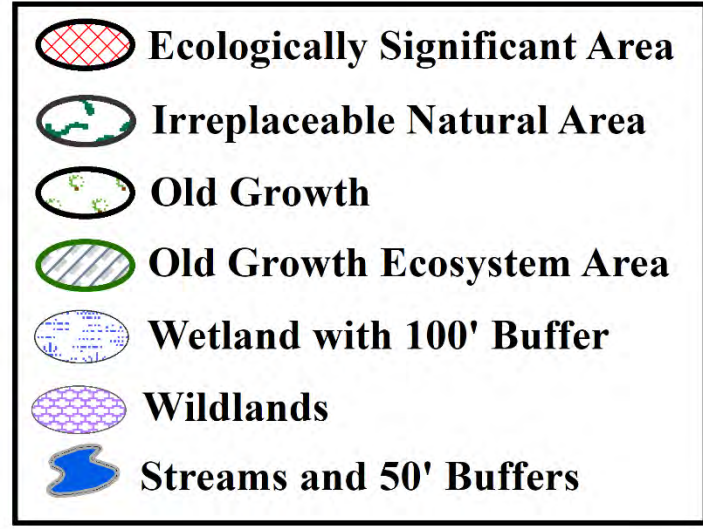 Ecologically Significant Area
Irreplaceable Natural Area
Old Growth
Old Growth Ecosystem Area
Wetland with 100' Buffer
Wildlands
Streams and 50' Buffers